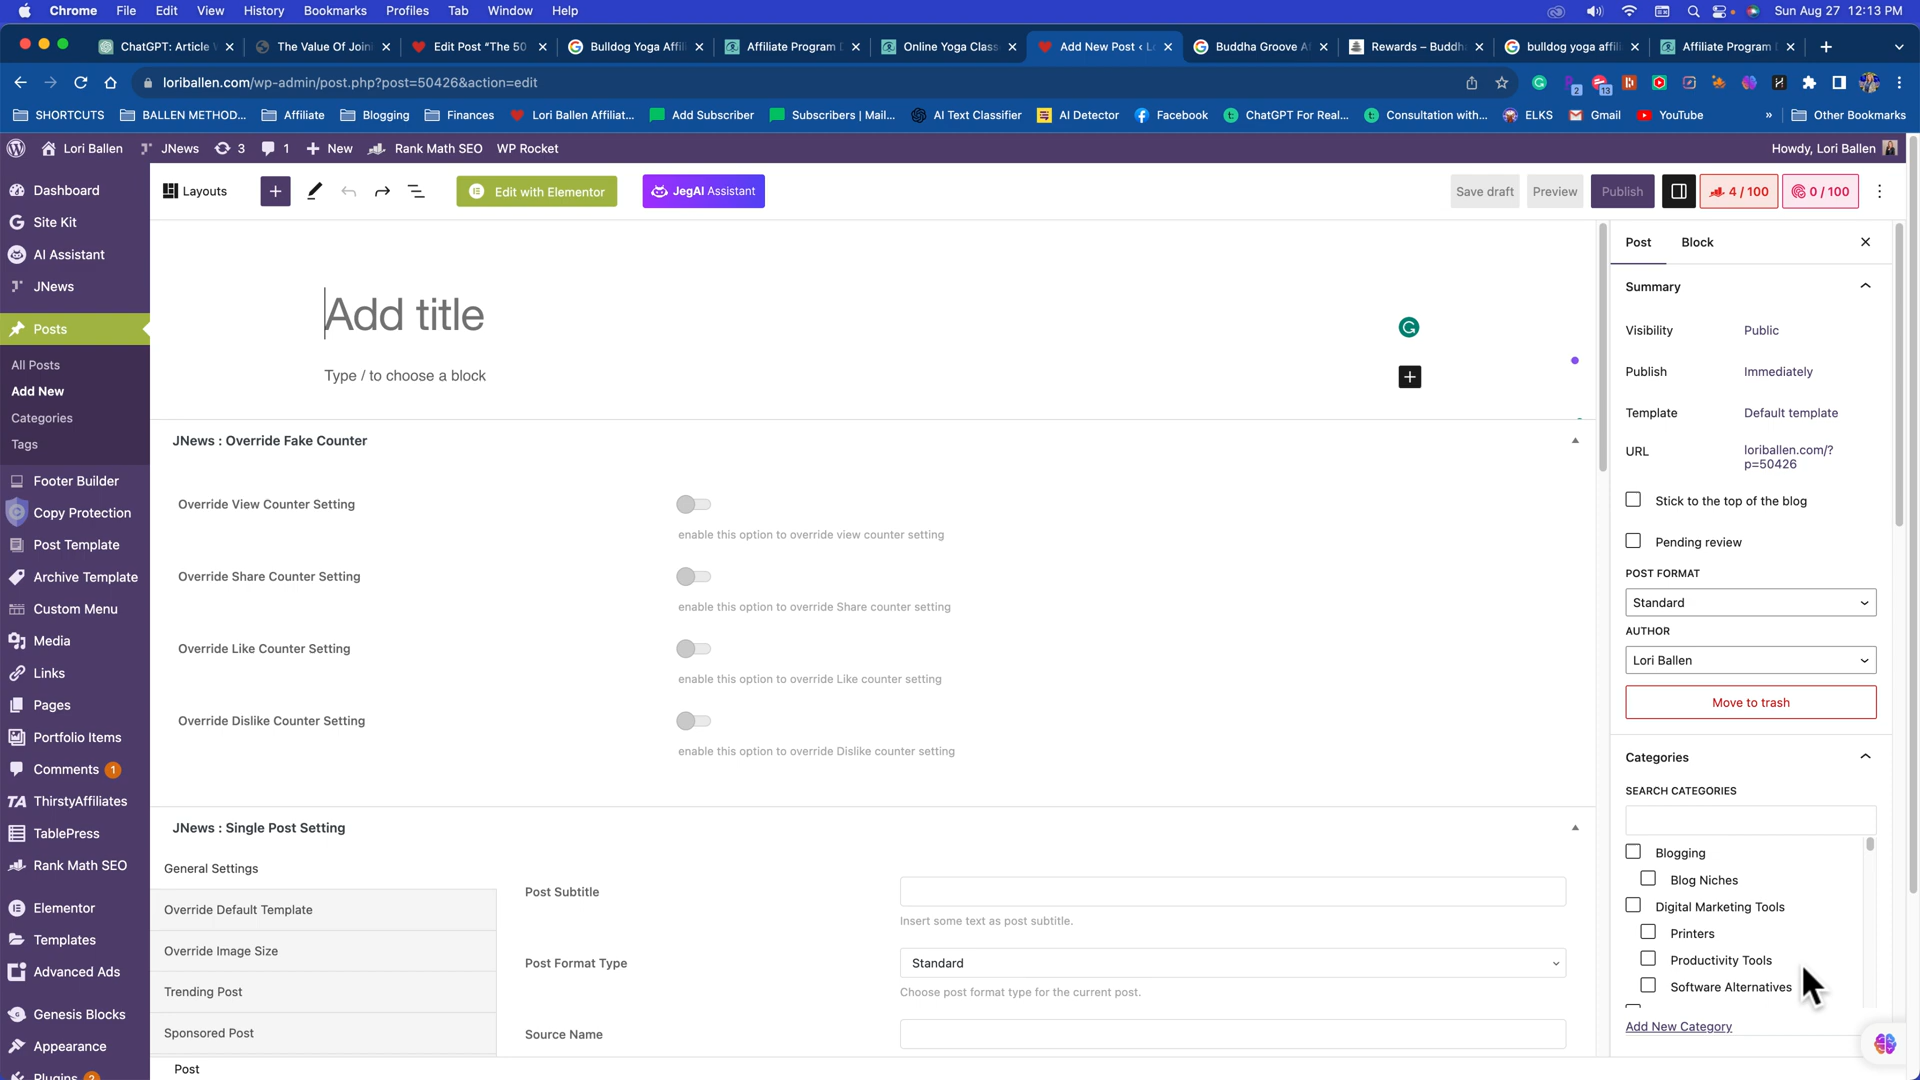 Chrome File Edit View History Bookmarks Profiles Tab Window Help Sun Aug 27 12:13 PM
ChatGPT: Article The Value Of Join Edit Post “The 50 Bulldog Yoga Affil Affiliate Program Online Yoga Class Add New Post ‹ L Buddha Groove A Rewards – Buddh bulldog yoga affil Affiliate Program
loriballen.com/wp-admin/post.php?post=50426&action=edit 2 13
SHORTCUTS BALLEN METHOD... Affiliate Blogging Finances Lori Ballen Affiliat... Add Subscriber Subscribers | Mail... AI Text Classifier AI Detector Facebook ChatGPT For Real... Consultation with... ELKS Gmail YouTube » Other Bookmarks
Lori Ballen JNews 3 1 New Rank Math SEO WP Rocket Howdy, Lori Ballen
Dashboard
Site Kit
AI Assistant
JNews
Posts
All Posts
Add New
Categories
Tags
Footer Builder
Copy Protection
Post Template
Archive Template
Custom Menu
Media
Links
Pages
Portfolio Items
Comments 1
ThirstyAffiliates
TablePress
Rank Math SEO
Elementor
Templates
Advanced Ads
Genesis Blocks
Appearance
Plugins 2
Layouts Edit with Elementor JegAI Assistant Save draft Preview Publish 4 / 100 0 / 100
Add title
Type / to choose a block
JNews : Override Fake Counter
Override View Counter Setting
enable this option to override view counter setting
Override Share Counter Setting
enable this option to override Share counter setting
Override Like Counter Setting
enable this option to override Like counter setting
Override Dislike Counter Setting
enable this option to override Dislike counter setting
JNews : Single Post Setting
General Settings
Override Default Template
Override Image Size
Trending Post
Sponsored Post
Post Subtitle
Insert some text as post subtitle.
Post Format Type Standard
Choose post format type for the current post.
Source Name
Post
Post Block
Summary
Visibility Public
Publish Immediately
Template Default template
URL loriballen.com/?
p=50426
Stick to the top of the blog
Pending review
POST FORMAT
Standard
AUTHOR
Lori Ballen
Move to trash
Categories
SEARCH CATEGORIES
Blogging
Blog Niches
Digital Marketing Tools
Printers
Productivity Tools
Software Alternatives
Add New Category